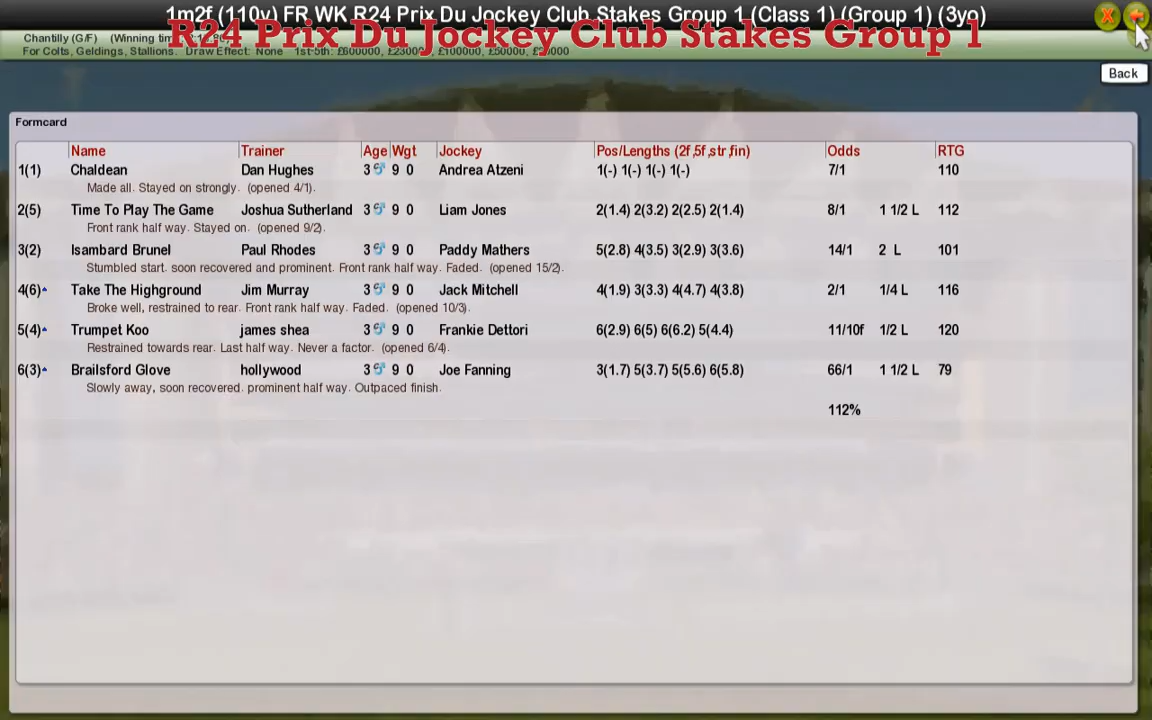 1m2f (110y) FR WK R24 Prix Du Jockey Club Stakes Group 1 (Class 1) (Group 1) (3yo)
R24 Prix Du Jockey Club Stakes Group 1
Chantilly (G/F) (Winning
For Colts, Geldings, Stallions. Draw Effect: None 1st-5th: £600000, £100000,
Back
Formcard
Name Trainer Age Wgt Jockey Pos/Lengths (2f,5f,str,fin) Odds RTG
1(1) Chaldean Dan Hughes 3 9 0 Andrea Atzeni 1(-) 1(-) 1(-) 1(-) 7/1 110
Made all. Stayed on strongly. (opened 4/1).
2(5) Time To Play The Game Joshua Sutherland 3 9 0 Liam Jones 2(1.4) 2(3.2) 2(2.5) 2(1.4) 8/1 1 1/2 L 112
Front rank half way. Stayed on. (opened 9/2).
3(2) Isambard Brunel Paul Rhodes 3 9 0 Paddy Mathers 5(2.8) 4(3.5) 3(2.9) 3(3.6) 14/1 2 L 101
Stumbled start. soon recovered and prominent. Front rank half way. Faded. (opened 15/2).
4(6) Take The Highground Jim Murray 3 9 0 Jack Mitchell 4(1.9) 3(3.3) 4(4.7) 4(3.8) 2/1 1/4 L 116
Broke well, restrained to rear. Front rank half way. Faded. (opened 10/3).
5(4) Trumpet Koo james shea 3 9 0 Frankie Dettori 6(2.9) 6(5) 6(6.2) 5(4.4) 11/10f 1/2 L 120
Restrained towards rear. Last half way. Never a factor. (opened 6/4).
6(3) Brailsford Glove hollywood 3 9 0 Joe Fanning 3(1.7) 5(3.7) 5(5.6) 6(5.8) 66/1 1 1/2 L 79
Slowly away, soon recovered. prominent half way. Outpaced finish.
112%